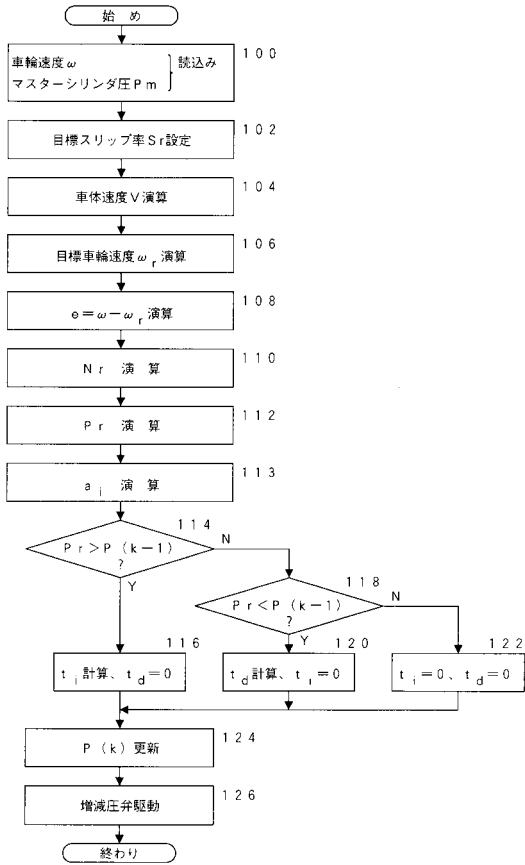 始 め
100
車輪速度ω
マスターシリンダ圧Pm
読込み
102
目標スリップ率Sr設定
104
車体速度V演算
106
目標車輪速度ωr演算
108
e=ω−ωr演算
110
Nr 演 算
112
Pr 演 算
113
ai 演 算
114
Pr>P(k−1)
?
N
Y
118
Pr<P(k−1)
?
N
Y
116
ti計算、td=0
120
td計算、ti=0
122
ti=0、td=0
124
P(k)更新
126
増減圧弁駆動
終わり